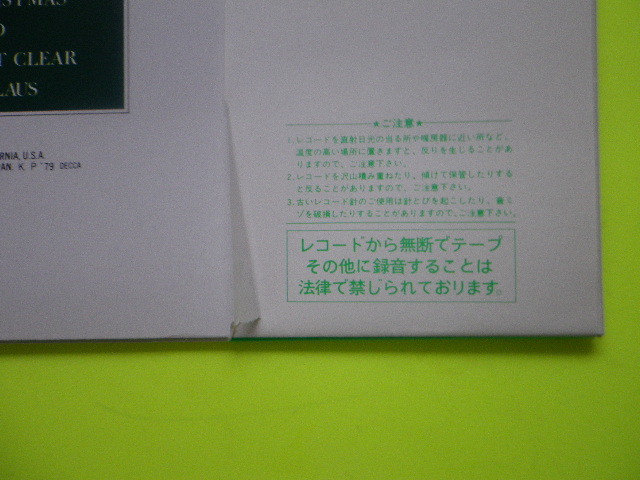 T CLEAR
LAUS
RNIA, U.S.A.
PAN. K. P '79 DECCA
★ご注意★
1.レコードを直射日光の当る所や暖房器に近い所など、
温度の高い場所に置きますと、反りを生じることがあ
りますので、ご注意下さい。
2.レコードを沢山積み重ねたり、傾けて保管したりする
と反ることがありますので、ご注意下さい。
3.古いレコード針のご使用は針とびを起こしたり、音ミ
ゾを破損したりすることがありますので、ご注意下さい。
レコードから無断でテープ
その他に録音することは
法律で禁じられております。